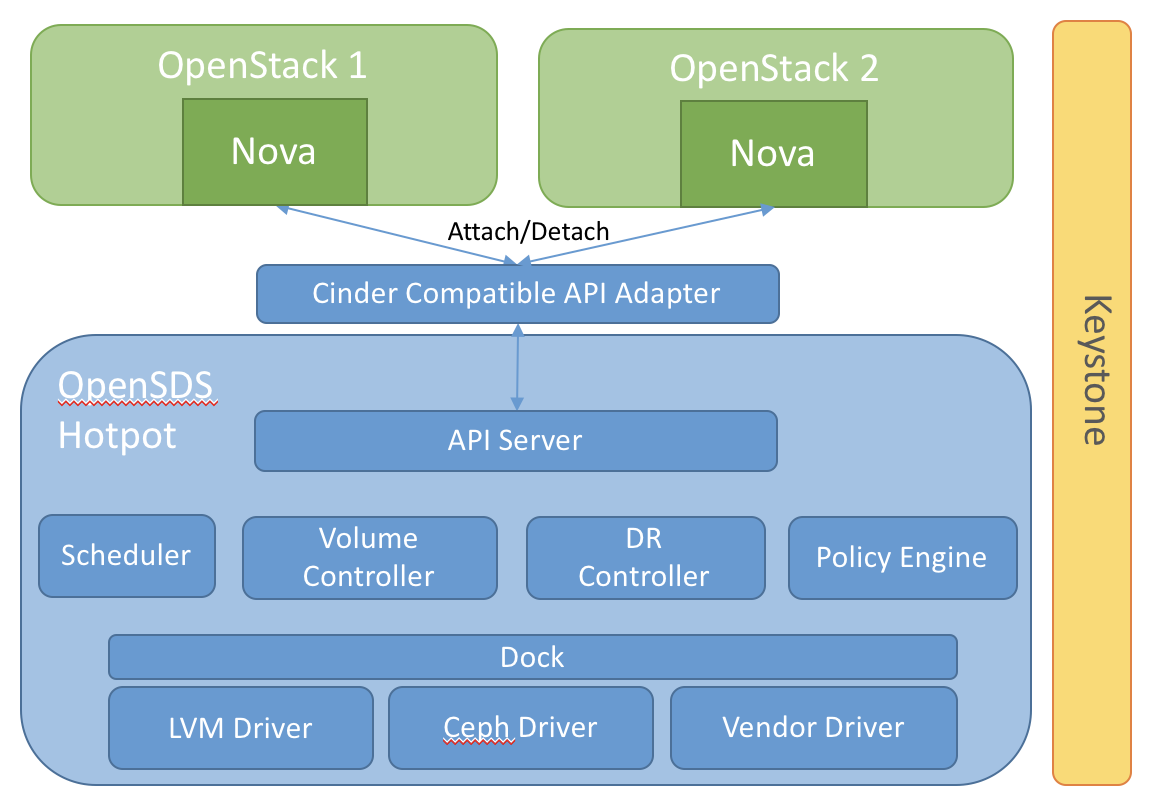 OpenStack 1
OpenStack 2
Nova
Nova
Attach/Detach
Cinder Compatible API Adapter
OpenSDS
Hotpot
API Server
Scheduler
Volume
Controller
DR
Controller
Policy Engine
Dock
LVM Driver
Ceph Driver
Vendor Driver
Keystone